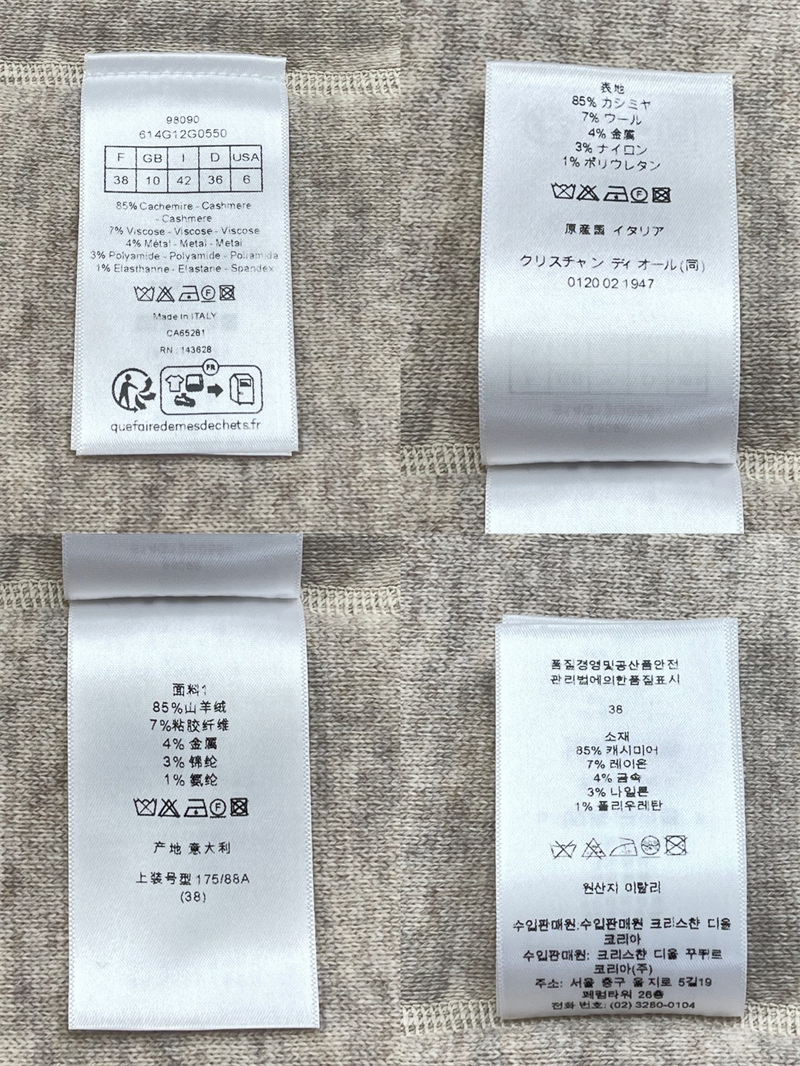 98090
614G12G0550
F GB I D USA
38 10 42 36 6
85% Cachemire - Cashmere
- Cashmere
7% Viscose - Viscose - Viscose
4% Métal - Metal - Metal
3% Polyamide - Polyamide - Poliamida
1% Elasthanne - Elastane - Spandex
Made in ITALY
CA65281
RN : 143628
FR
quefairedemesdechets.fr
表地
85% カシミヤ
7% ウール
4% 金属
3% ナイロン
1% ポリウレタン
原産国 イタリア
クリスチャン ディオール(同)
0120 02 1947
面料1
85%山羊绒
7%粘胶纤维
4% 金属
3% 锦纶
1% 氨纶
产地 意大利
上装号型 175/88A
(38)
품질경영및공산품안전
관리법에의한품질표시
38
소재
85% 캐시미어
7% 레이온
4% 금속
3% 나일론
1% 폴리우레탄
원산지 이탈리
수입판매원.수입판매원 크리스챤 디올
코리아
수입판매원: 크리스챤 디올 꾸뛰르
코리아(주)
주소: 서울 중구 을지로 5길19
페럼타워 26층
전화 번호: (02) 3280-0104